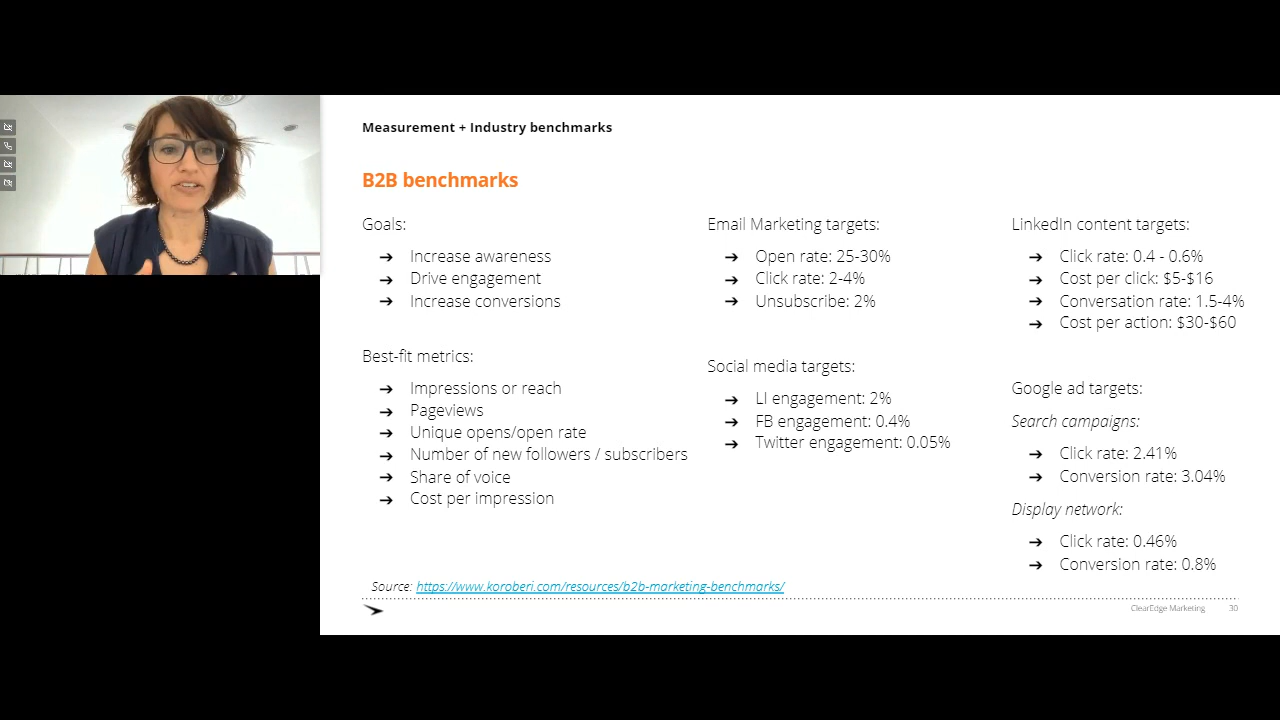 Measurement + Industry benchmarks
B2B benchmarks
Goals:
➔ Increase awareness
➔ Drive engagement
➔ Increase conversions
Best-fit metrics:
➔ Impressions or reach
➔ Pageviews
➔ Unique opens/open rate
➔ Number of new followers / subscribers
➔ Share of voice
➔ Cost per impression
Email Marketing targets:
➔ Open rate: 25-30%
➔ Click rate: 2-4%
➔ Unsubscribe: 2%
Social media targets:
➔ LI engagement: 2%
➔ FB engagement: 0.4%
➔ Twitter engagement: 0.05%
LinkedIn content targets:
➔ Click rate: 0.4 - 0.6%
➔ Cost per click: $5-$16
➔ Conversation rate: 1.5-4%
➔ Cost per action: $30-$60
Google ad targets:
Search campaigns:
➔ Click rate: 2.41%
➔ Conversion rate: 3.04%
Display network:
➔ Click rate: 0.46%
➔ Conversion rate: 0.8%
Source: https://www.koroberi.com/resources/b2b-marketing-benchmarks/
ClearEdge Marketing 30